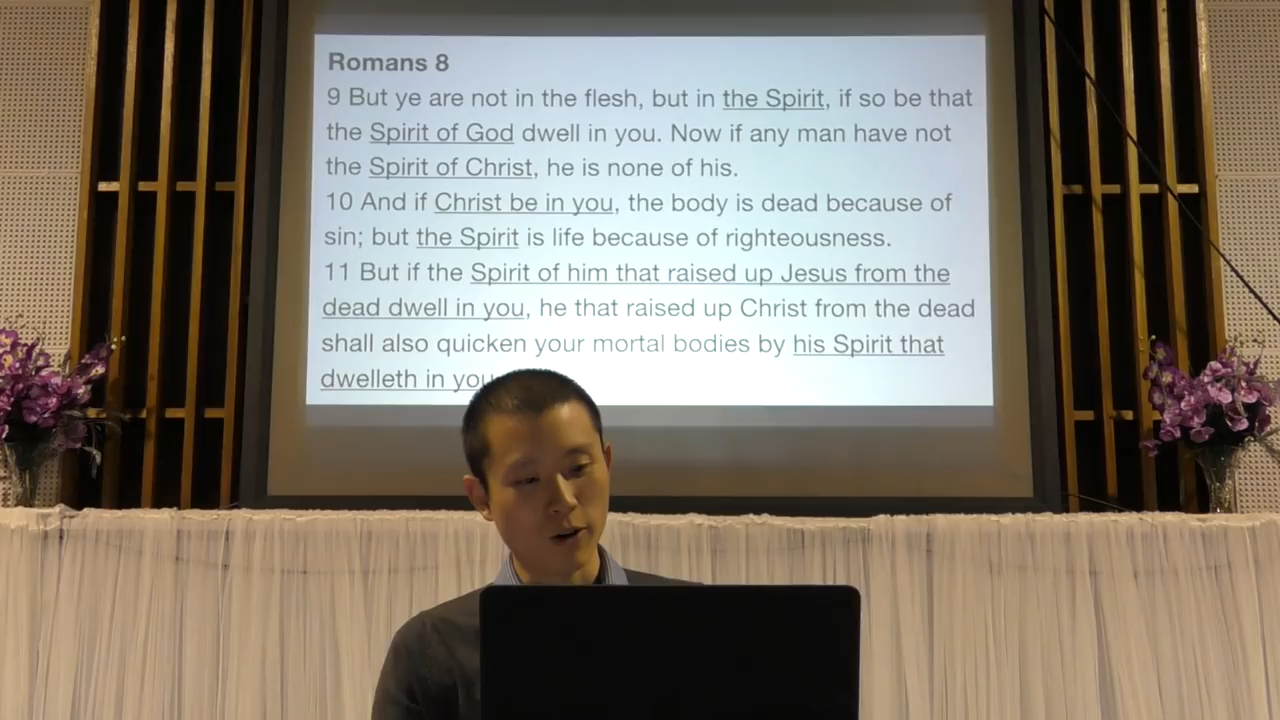 Romans 8
9 But ye are not in the flesh, but in the Spirit, if so be that
the Spirit of God dwell in you. Now if any man have not
the Spirit of Christ, he is none of his.
10 And if Christ be in you, the body is dead because of
sin; but the Spirit is life because of righteousness.
11 But if the Spirit of him that raised up Jesus from the
dead dwell in you, he that raised up Christ from the dead
shall also quicken your mortal bodies by his Spirit that
dwelleth in you